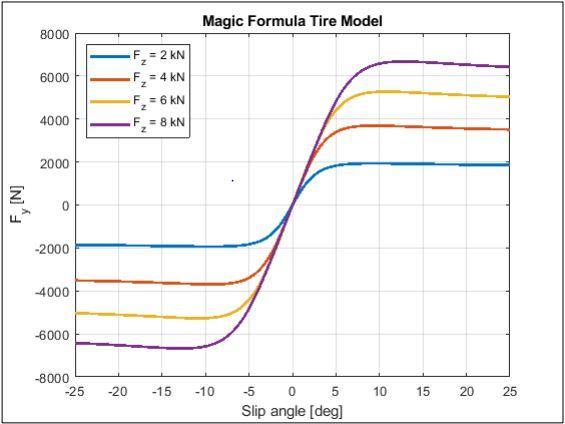 Magic Formula Tire Model
8000
6000
4000
2000
0
-2000
-4000
-6000
-8000
F_y [N]
F_z = 2 kN
F_z = 4 kN
F_z = 6 kN
F_z = 8 kN
-25 -20 -15 -10 -5 0 5 10 15 20 25
Slip angle [deg]